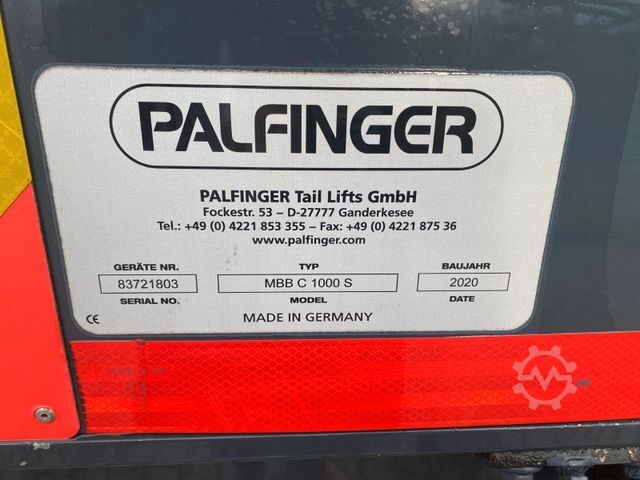 PALFINGER
PALFINGER Tail Lifts GmbH
Fockestr. 53 – D-27777 Ganderkesee
Tel.: +49 (0) 4221 853 355 – Fax: +49 (0) 4221 875 36
www.palfinger.com
GERÄTE NR. TYP BAUJAHR
83721803 MBB C 1000 S 2020
SERIAL NO. MODEL DATE
CE MADE IN GERMANY